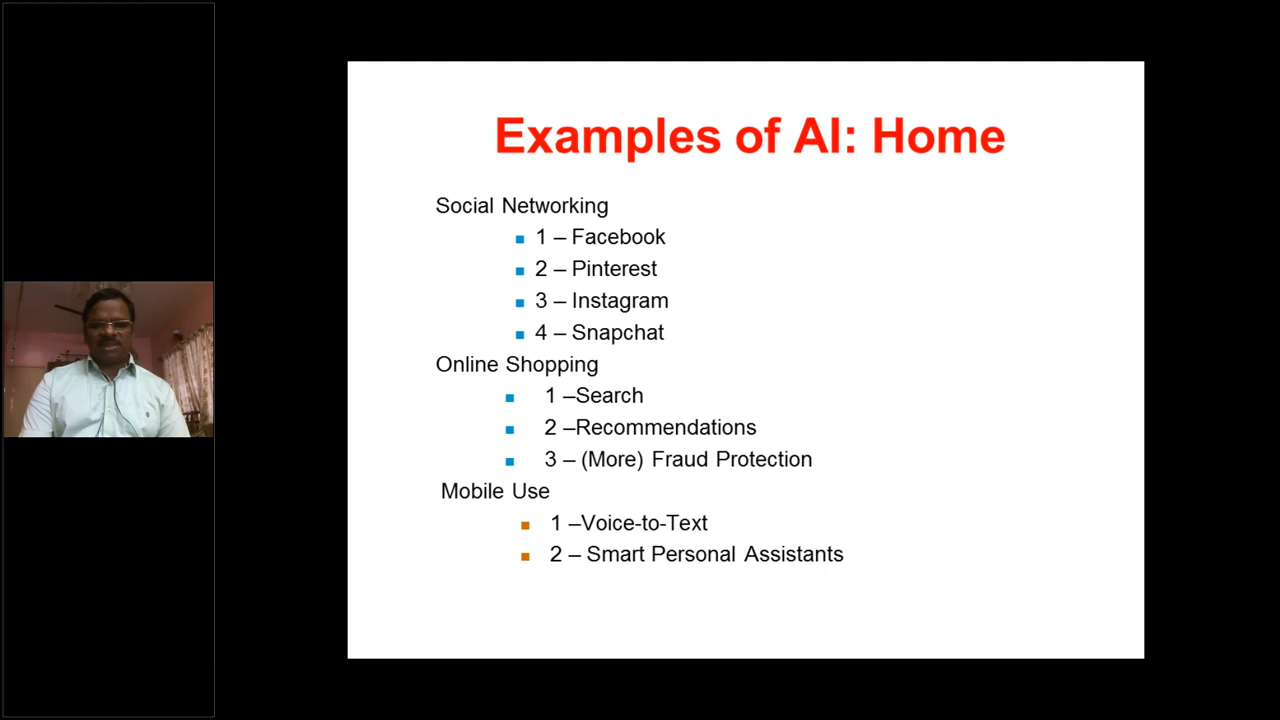 Examples of AI: Home
Social Networking
1 – Facebook
2 – Pinterest
3 – Instagram
4 – Snapchat
Online Shopping
1 –Search
2 –Recommendations
3 – (More) Fraud Protection
Mobile Use
1 –Voice-to-Text
2 – Smart Personal Assistants